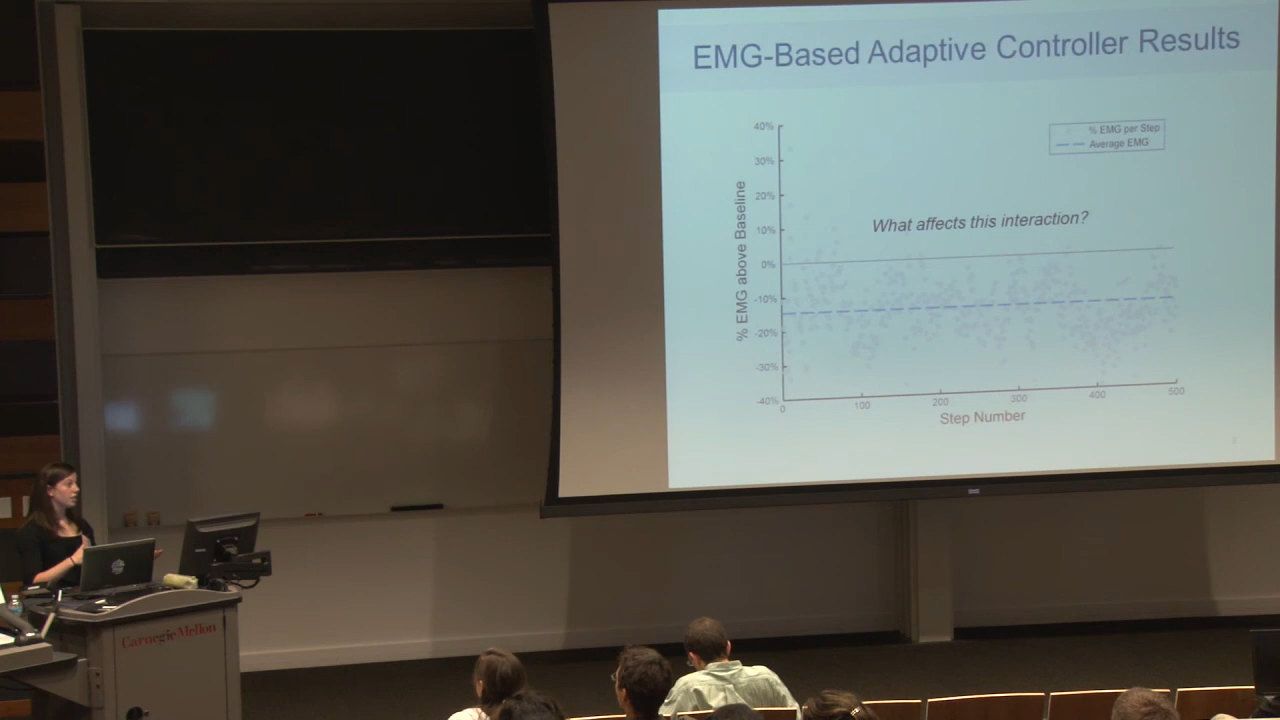 EMG-Based Adaptive Controller Results
40%
30%
20%
10%
0%
-10%
-20%
-30%
-40%
% EMG above Baseline
% EMG per Step
Average EMG
What affects this interaction?
0
100
200
300
400
500
Step Number
Carnegie Mellon